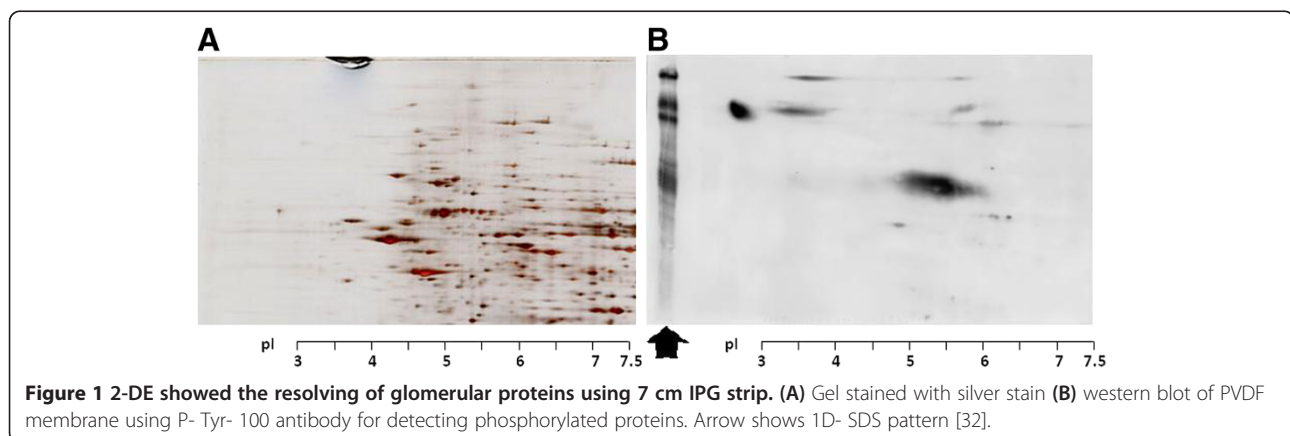 A
B
pI 3 4 5 6 7 7.5
pI 3 4 5 6 7 7.5
Figure 1 2-DE showed the resolving of glomerular proteins using 7 cm IPG strip. (A) Gel stained with silver stain (B) western blot of PVDF
membrane using P- Tyr- 100 antibody for detecting phosphorylated proteins. Arrow shows 1D- SDS pattern [32].